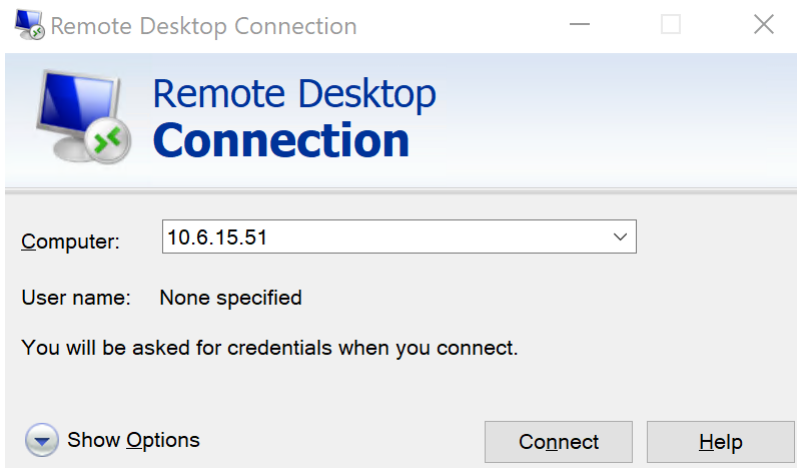 Remote Desktop Connection
Remote Desktop
Connection
Computer: 10.6.15.51
User name: None specified
You will be asked for credentials when you connect.
Show Options Connect Help